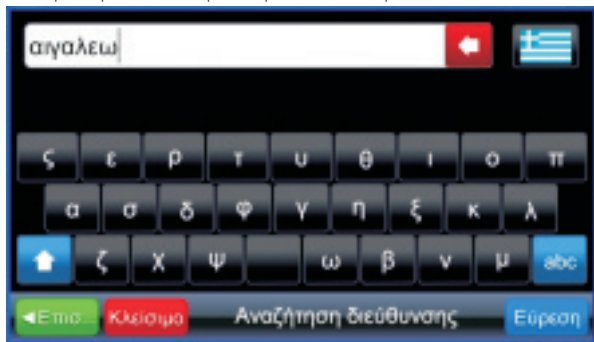 αιγαλεω
ς ε ρ τ υ θ ι ο π
α σ δ φ γ η ξ κ λ
ζ χ ψ ω β ν μ abc
◄Επισ... Κλείσιμο Αναζήτηση διεύθυνσης Εύρεση